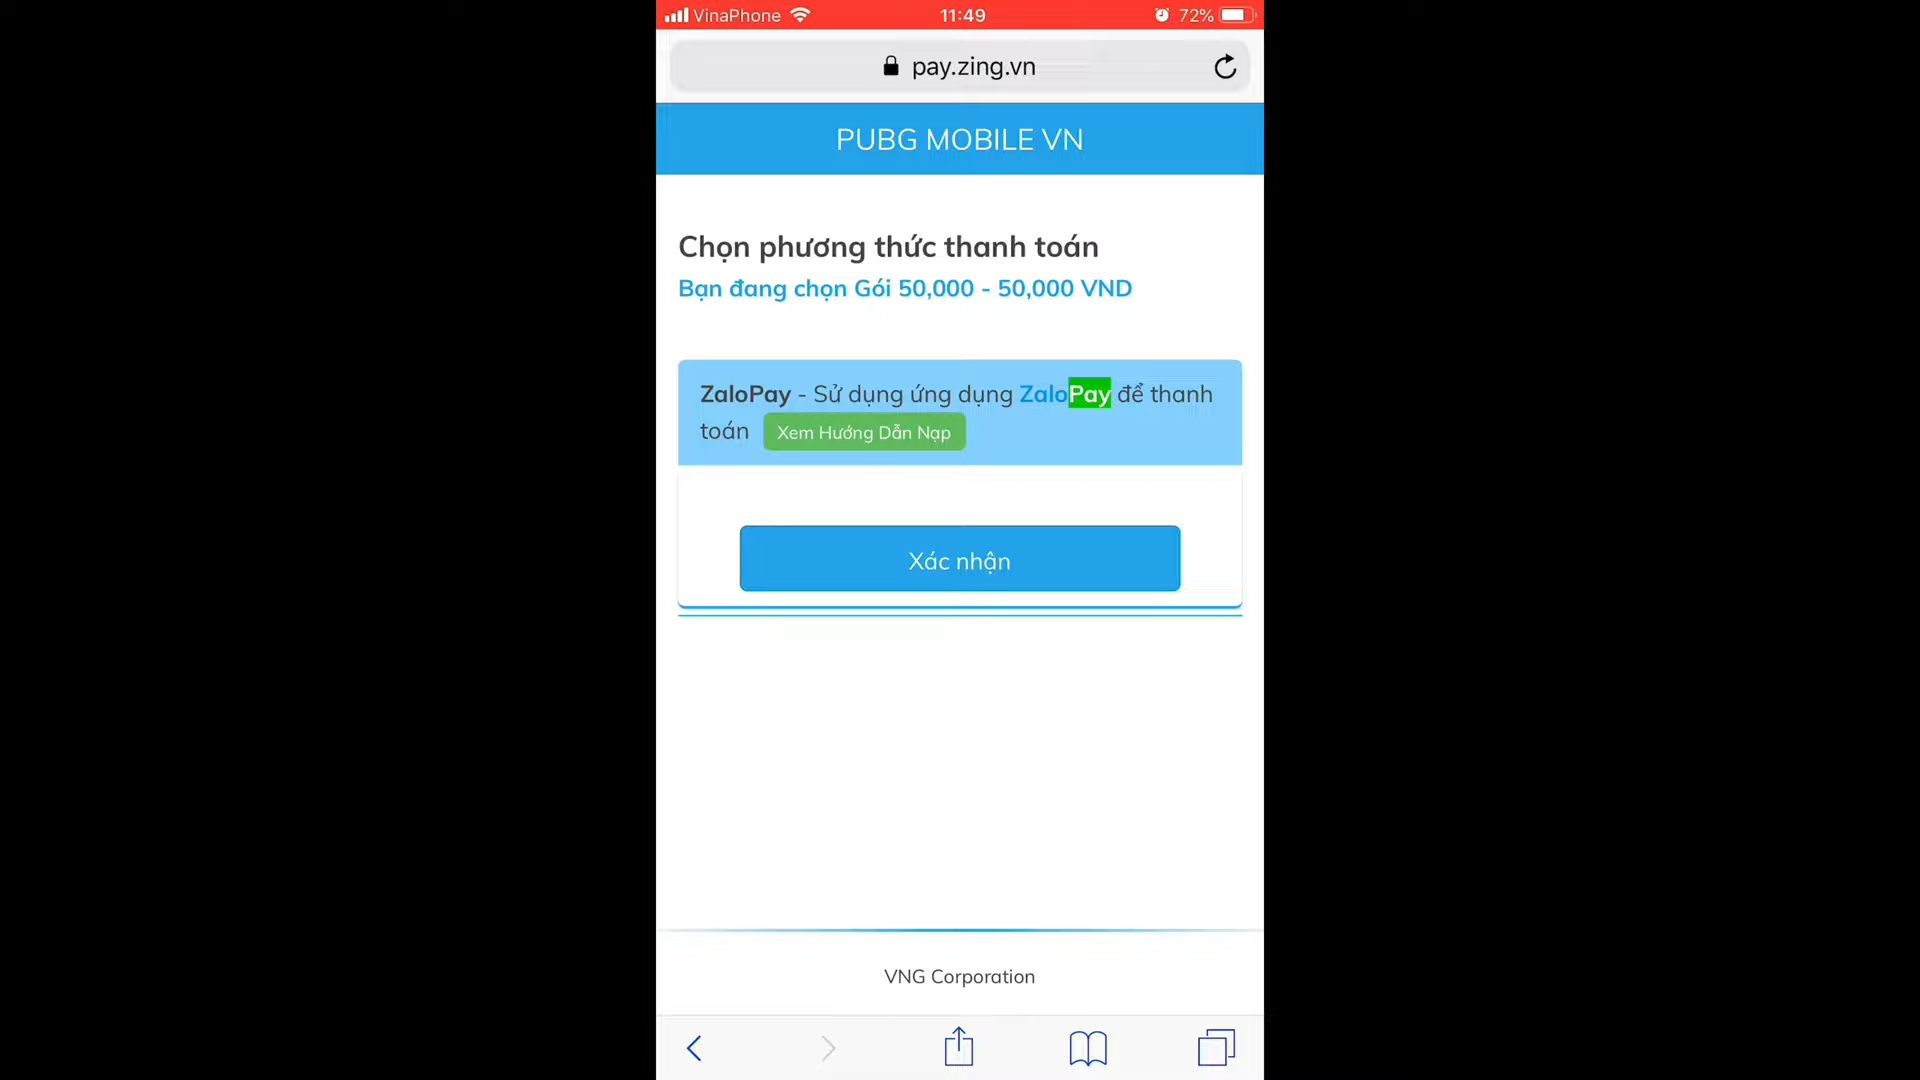 VinaPhone 11:49 72%
pay.zing.vn
PUBG MOBILE VN
Chọn phương thức thanh toán
Bạn đang chọn Gói 50,000 - 50,000 VND
ZaloPay - Sử dụng ứng dụng ZaloPay để thanh
toán Xem Hướng Dẫn Nạp
Xác nhận
VNG Corporation